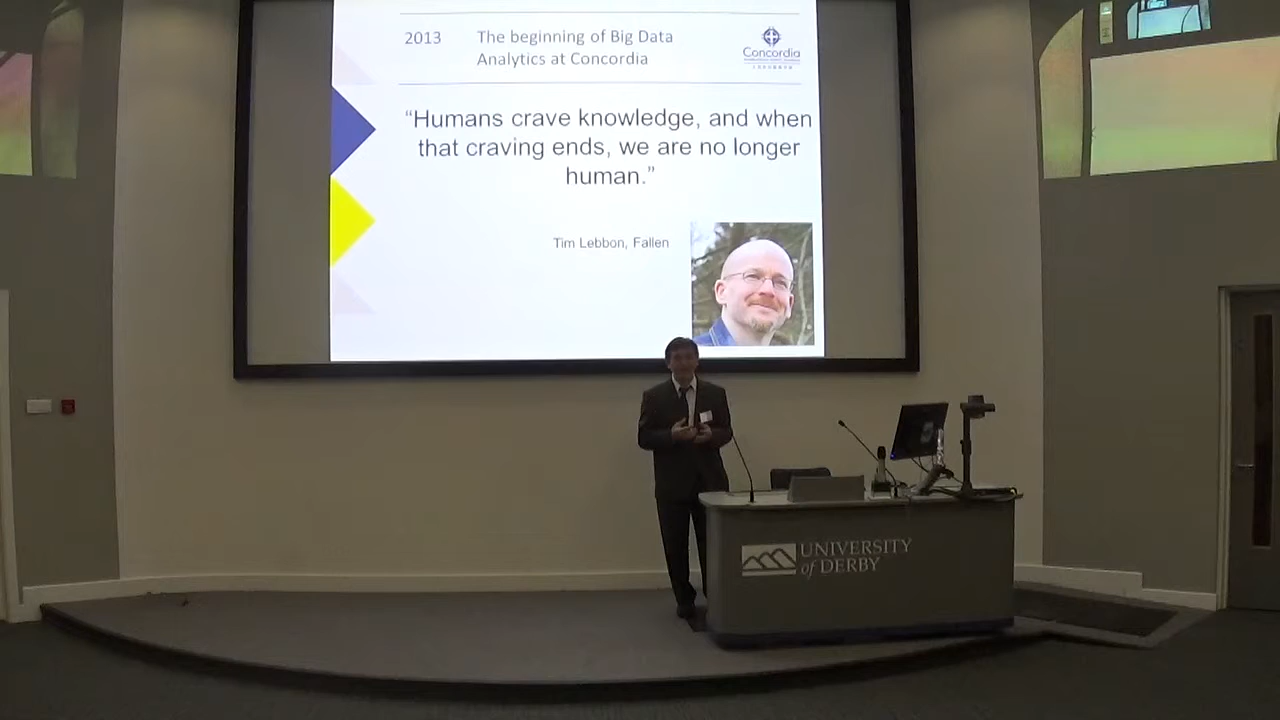 2013
The beginning of Big Data
Analytics at Concordia
Concordia
“Humans crave knowledge, and when
that craving ends, we are no longer
human.”
Tim Lebbon, Fallen
UNIVERSITY
of DERBY